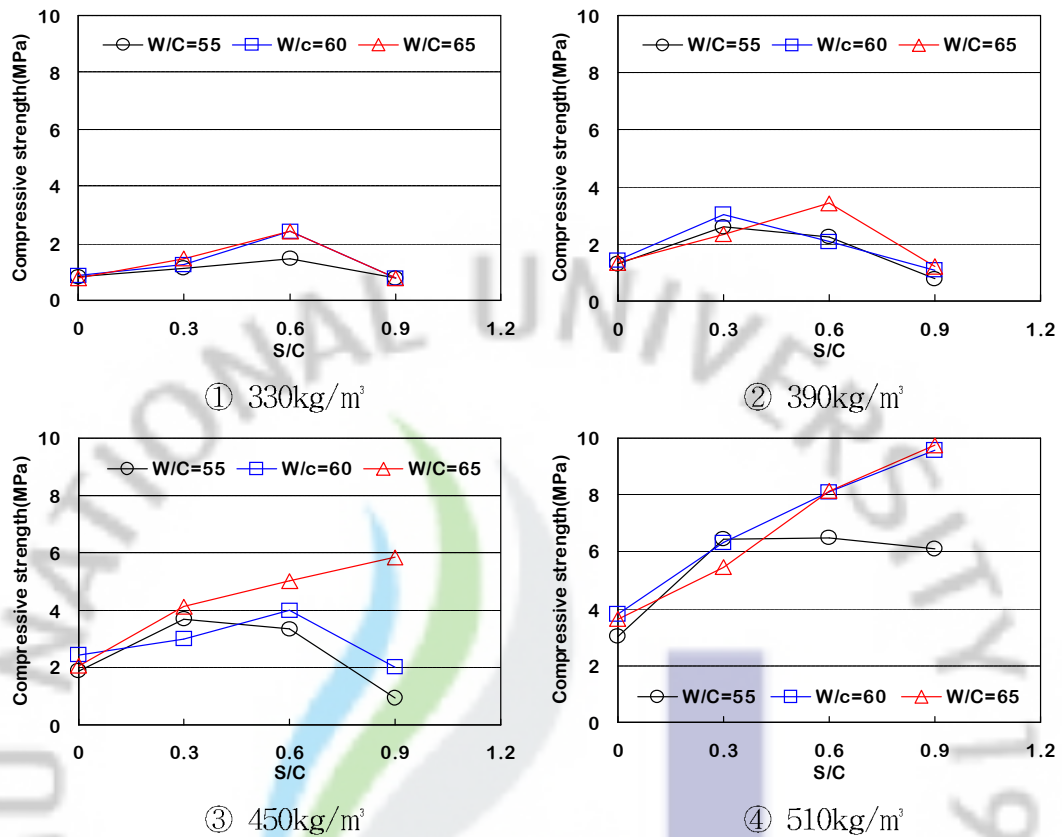 Compressive strength(MPa)
10
8
6
4
2
0
W/C=55 W/c=60 W/C=65
0 0.3 0.6 0.9 1.2
S/C
① 330kg/㎥
Compressive strength(MPa)
10
8
6
4
2
0
W/C=55 W/c=60 W/C=65
0 0.3 0.6 0.9 1.2
S/C
② 390kg/㎥
Compressive strength(MPa)
10
8
6
4
2
0
W/C=55 W/c=60 W/C=65
0 0.3 0.6 0.9 1.2
S/C
③ 450kg/㎥
Compressive strength(MPa)
10
8
6
4
2
0
W/C=55 W/c=60 W/C=65
0 0.3 0.6 0.9 1.2
S/C
④ 510kg/㎥
NATIONAL UNIVERSITY